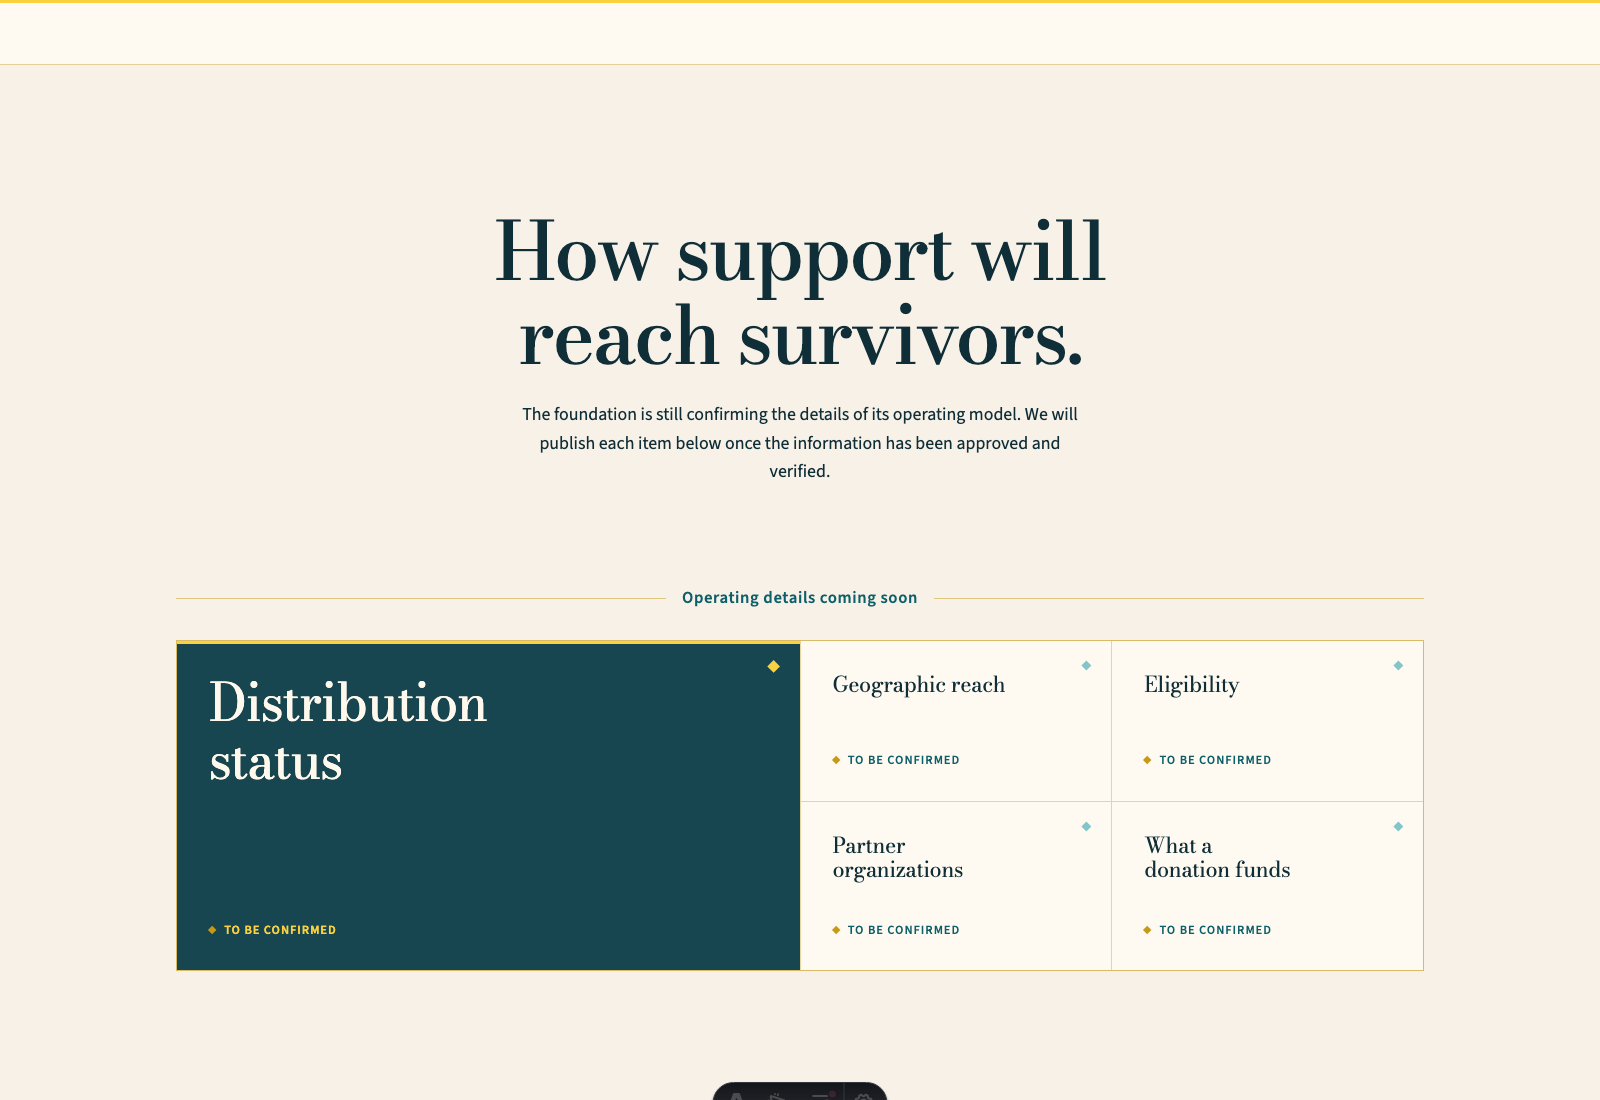 How support will
reach survivors.
The foundation is still confirming the details of its operating model. We will
publish each item below once the information has been approved and
verified.
Operating details coming soon
Distribution
status
TO BE CONFIRMED
Geographic reach
TO BE CONFIRMED
Eligibility
TO BE CONFIRMED
Partner
organizations
TO BE CONFIRMED
What a
donation funds
TO BE CONFIRMED